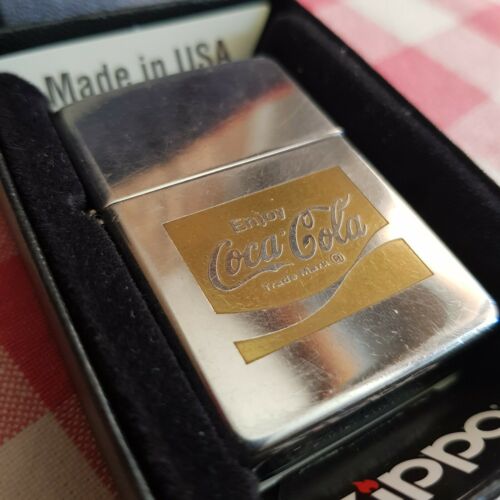 Made in USA
Enjoy
Coca-Cola
Trade Mark ®
zippo